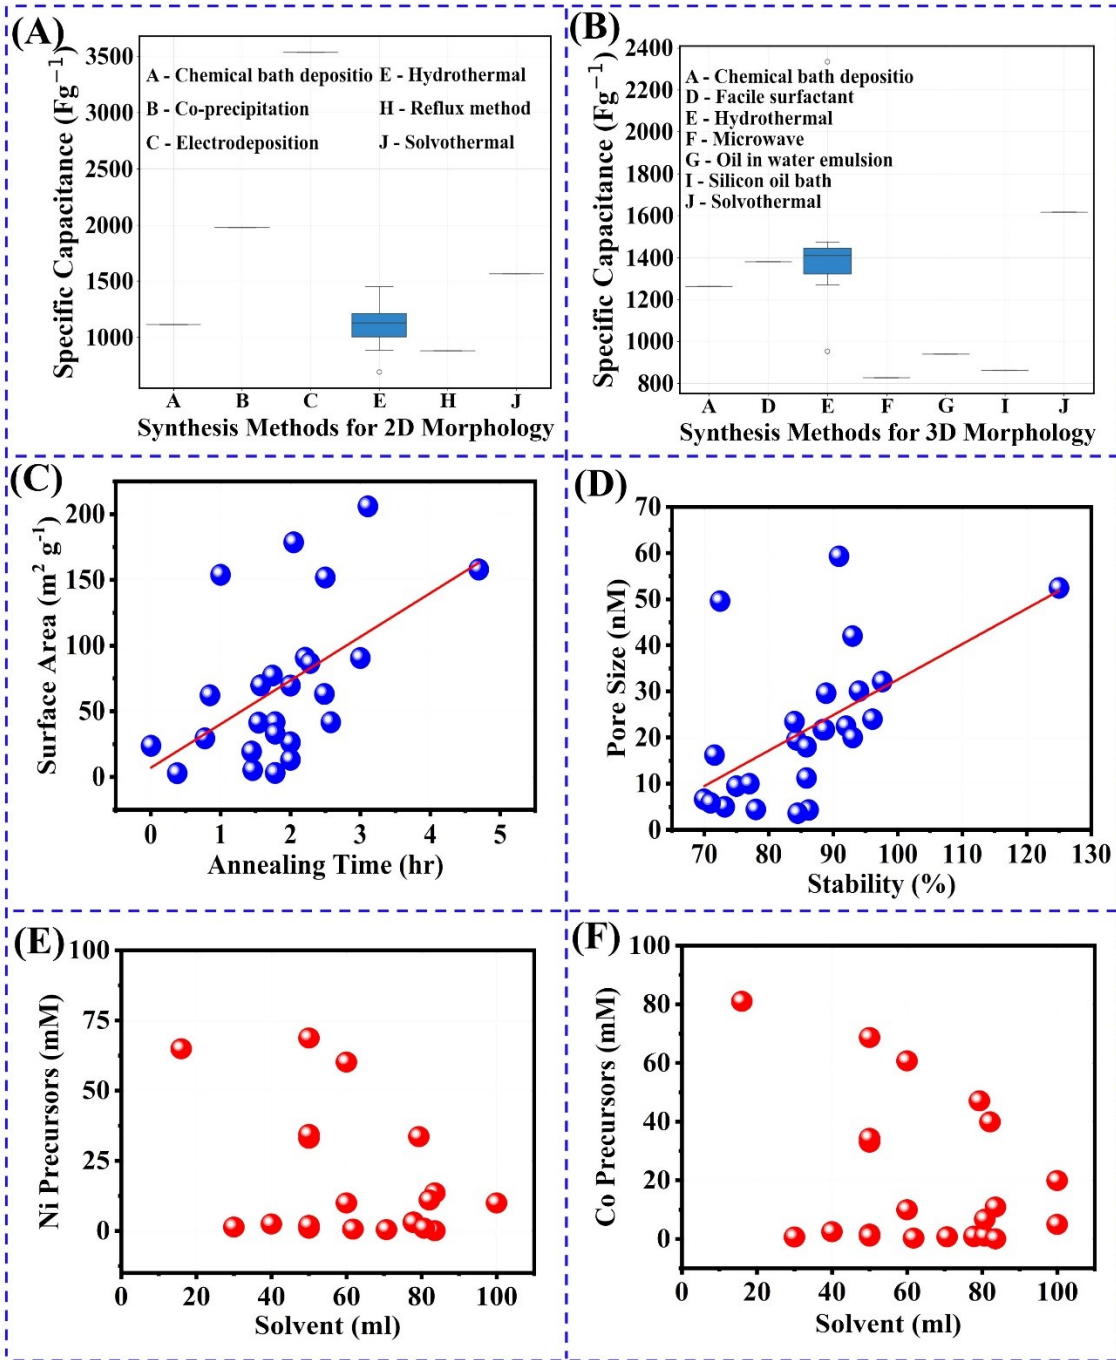 (A)
Specific Capacitance (Fg⁻¹)
3500
3000
2500
2000
1500
1000
A - Chemical bath depositio
B - Co-precipitation
C - Electrodeposition
E - Hydrothermal
H - Reflux method
J - Solvothermal
A B C E H J
Synthesis Methods for 2D Morphology
(B)
Specific Capacitance (Fg⁻¹)
2400
2200
2000
1800
1600
1400
1200
1000
800
A - Chemical bath depositio
D - Facile surfactant
E - Hydrothermal
F - Microwave
G - Oil in water emulsion
I - Silicon oil bath
J - Solvothermal
A D E F G I J
Synthesis Methods for 3D Morphology
(C)
Surface Area (m² g⁻¹)
200
150
100
50
0
0 1 2 3 4 5
Annealing Time (hr)
(D)
Pore Size (nM)
70
60
50
40
30
20
10
0
70 80 90 100 110 120 130
Stability (%)
(E)
Ni Precursors (mM)
100
75
50
25
0
0 20 40 60 80 100
Solvent (ml)
(F)
Co Precursors (mM)
100
80
60
40
20
0
0 20 40 60 80 100
Solvent (ml)